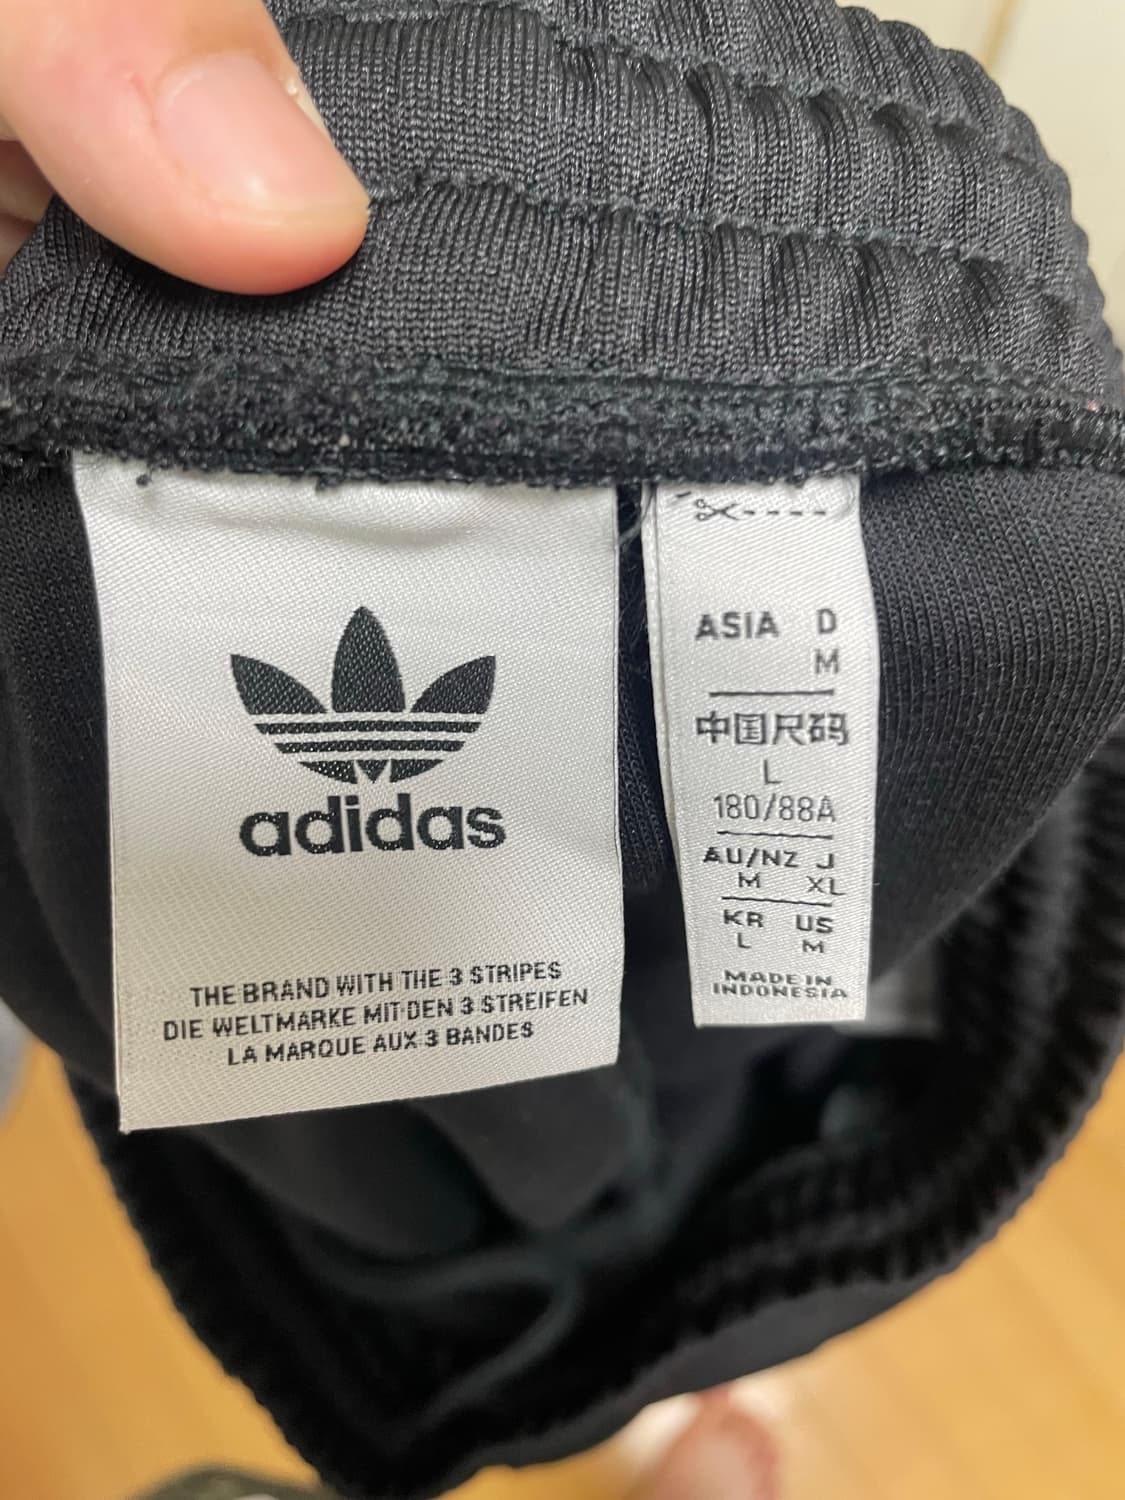 adidas
THE BRAND WITH THE 3 STRIPES
DIE WELTMARKE MIT DEN 3 STREIFEN
LA MARQUE AUX 3 BANDES
ASIA D
M
中国尺码
L
180/88A
AU/NZ J
M XL
KR US
L M
MADE IN
INDONESIA